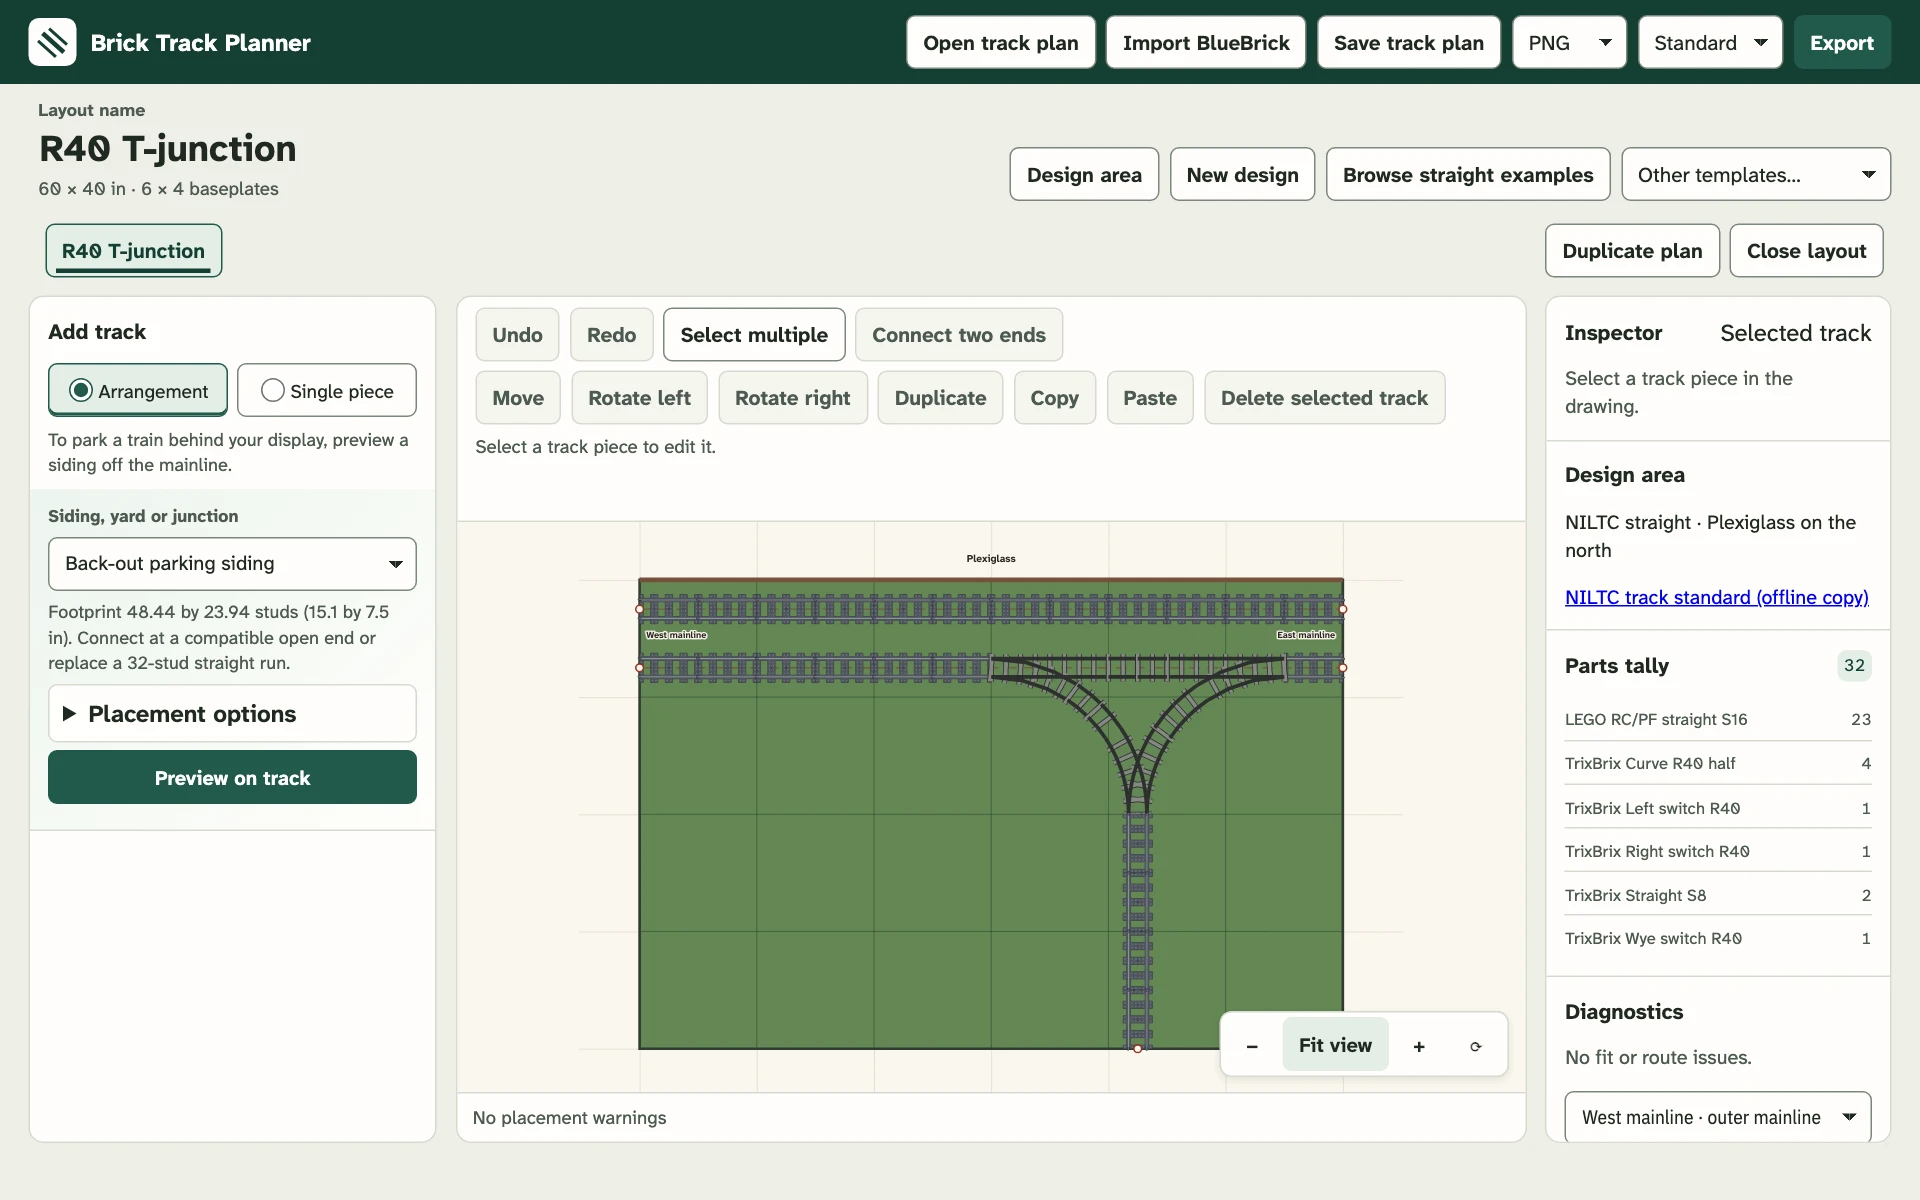 Brick Track Planner
Open track plan
Import BlueBrick
Save track plan
PNG
Standard
Export
Layout name
R40 T-junction
60 × 40 in · 6 × 4 baseplates
Design area
New design
Browse straight examples
Other templates...
R40 T-junction
Duplicate plan
Close layout
Add track
Arrangement
Single piece
To park a train behind your display, preview a
siding off the mainline.
Siding, yard or junction
Back-out parking siding
Footprint 48.44 by 23.94 studs (15.1 by 7.5
in). Connect at a compatible open end or
replace a 32-stud straight run.
Placement options
Preview on track
Undo
Redo
Select multiple
Connect two ends
Move
Rotate left
Rotate right
Duplicate
Copy
Paste
Delete selected track
Select a track piece to edit it.
Plexiglass
West mainline
East mainline
− Fit view + ⟳
No placement warnings
Inspector
Selected track
Select a track piece in the
drawing.
Design area
NILTC straight · Plexiglass on the
north
NILTC track standard (offline copy)
Parts tally 32
LEGO RC/PF straight S16 23
TrixBrix Curve R40 half 4
TrixBrix Left switch R40 1
TrixBrix Right switch R40 1
TrixBrix Straight S8 2
TrixBrix Wye switch R40 1
Diagnostics
No fit or route issues.
West mainline · outer mainline